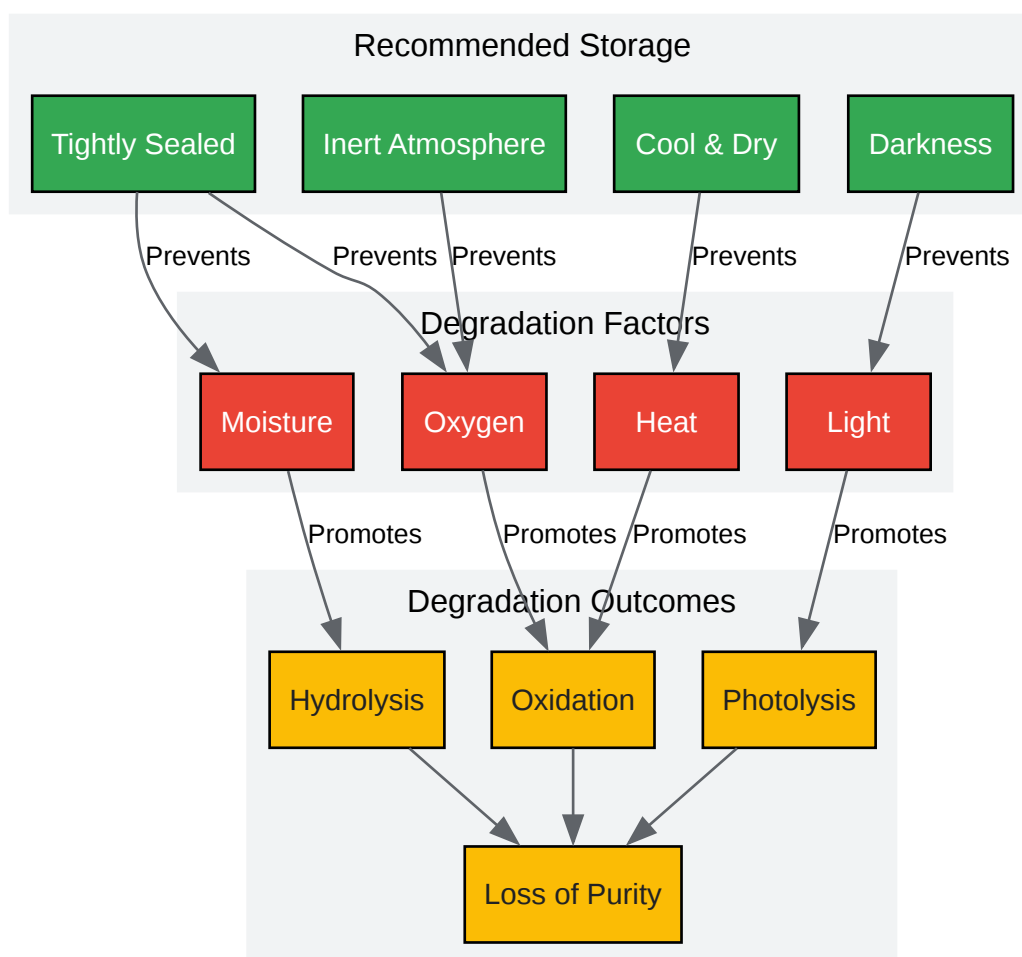 Recommended Storage
Tightly Sealed
Inert Atmosphere
Cool & Dry
Darkness
Prevents
Prevents
Prevents
Prevents
Prevents
Degradation Factors
Moisture
Oxygen
Heat
Light
Promotes
Promotes
Promotes
Promotes
Degradation Outcomes
Hydrolysis
Oxidation
Photolysis
Loss of Purity